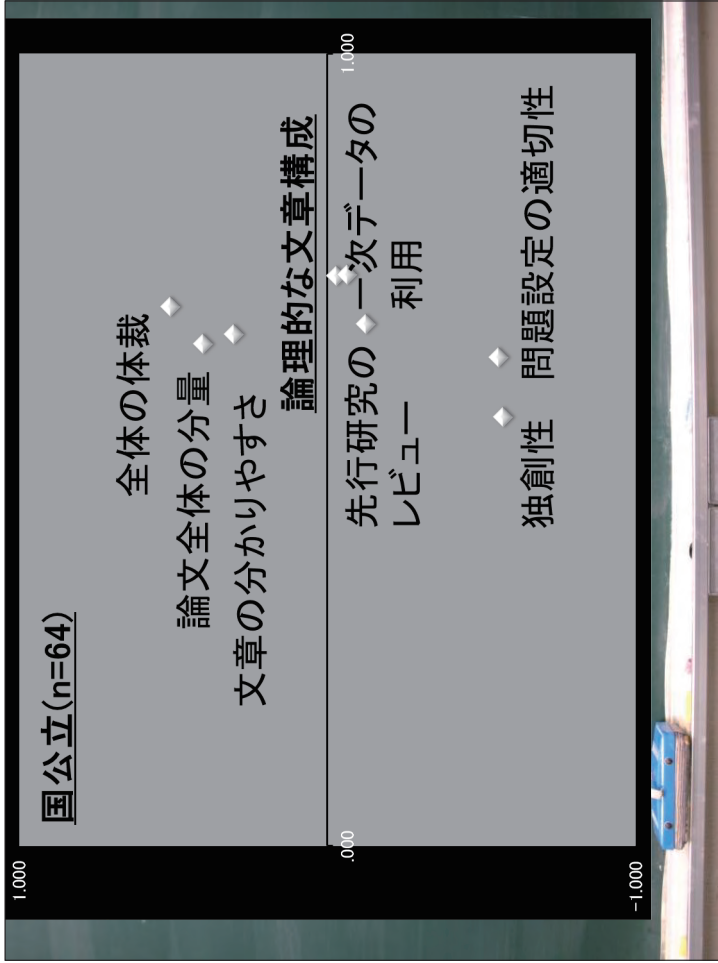 1.000
国公立(n=64)
全体の体裁
論文全体の分量
文章の分かりやすさ
論理的な文章構成
.000
1.000
先行研究の
レビュー
一次データの
利用
独創性
問題設定の適切性
-1.000